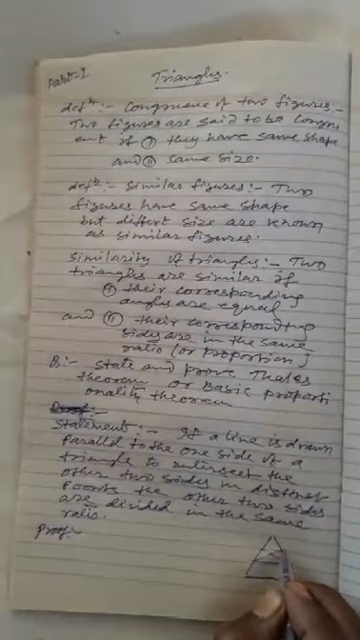 Part-I
Triangles.
defn:- Congruence of two figures:-
Two figures are said to be congru
ent if (i) they have same shape
and (ii) same size.
defn:- Similar figures:- Two
figures have same shape
but differt size are known
as similar figures.
Similarity of triangles:- Two
triangles are similar if
(i) their corresponding
angles are equal
and (ii) their corresponding
sides are in the same
ratio (or proportion)
State and prove Thales
theorem or Basic proporti
onality theorem
Proof:-
Statement:- If a line is drawn
parallel to the one side of a
triangle to intersect the
other two sides in distinct
points the other two sides
are divided in the same
ratio.
Proof:-